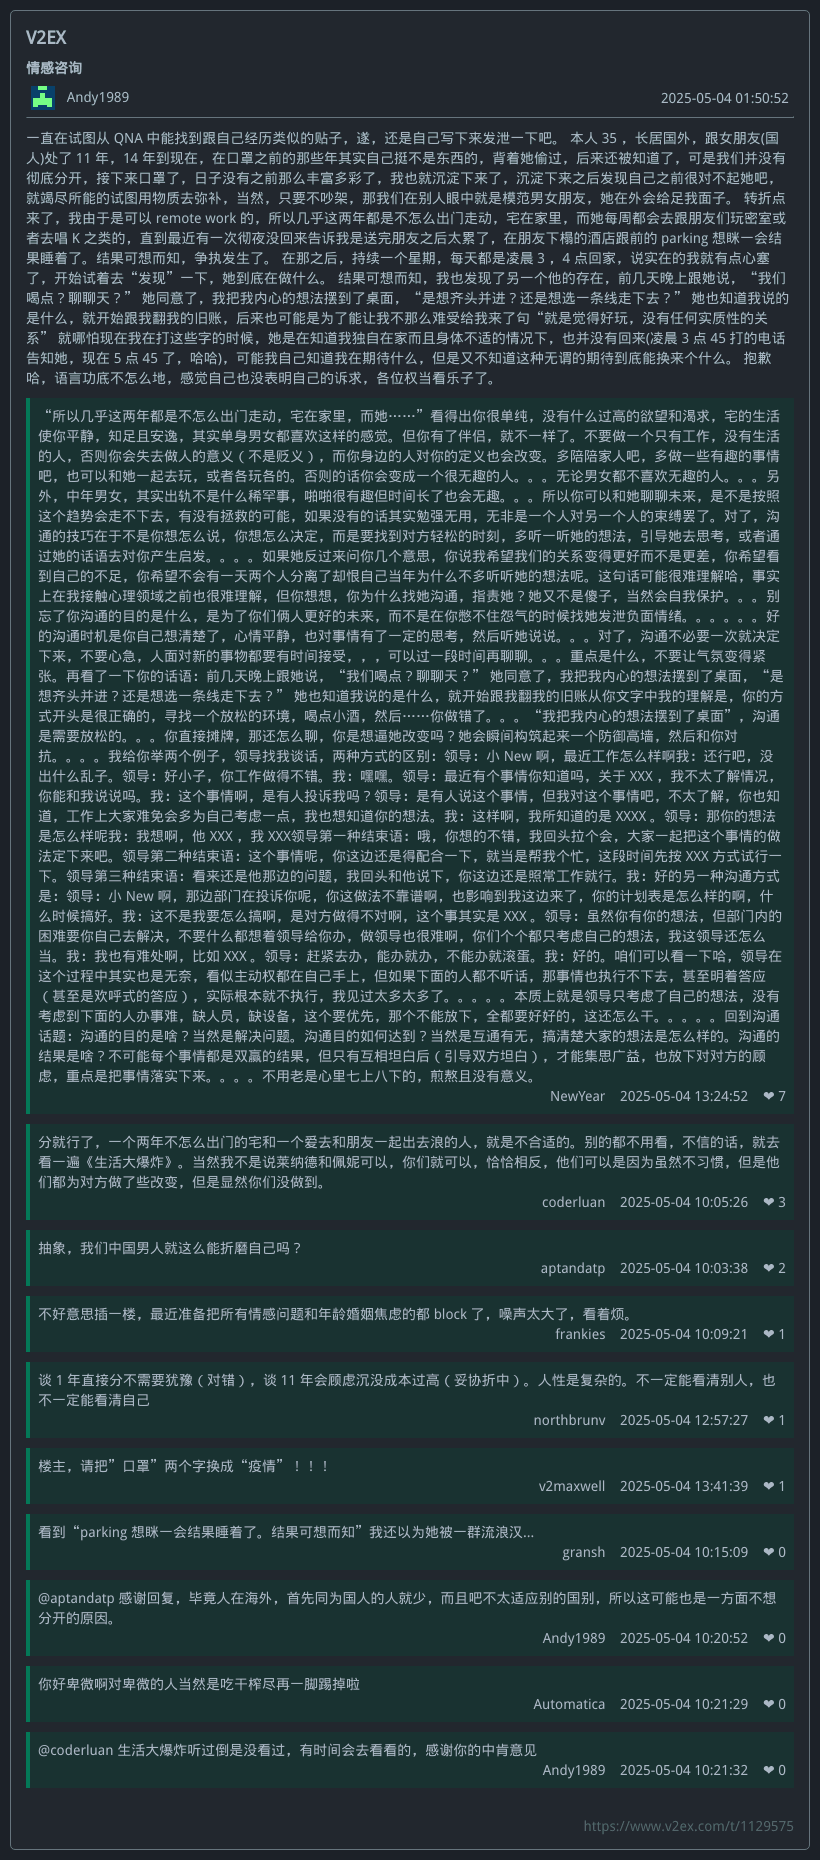 V2EX
情感咨询
Andy1989
2025-05-04 01:50:52
一直在试图从 QNA 中能找到跟自己经历类似的贴子，遂，还是自己写下来发泄一下吧。 本人 35 ，长居国外，跟女朋友(国
人)处了 11 年，14 年到现在，在口罩之前的那些年其实自己挺不是东西的，背着她偷过，后来还被知道了，可是我们并没有
彻底分开，接下来口罩了，日子没有之前那么丰富多彩了，我也就沉淀下来了，沉淀下来之后发现自己之前很对不起她吧，
就竭尽所能的试图用物质去弥补，当然，只要不吵架，那我们在别人眼中就是模范男女朋友，她在外会给足我面子。 转折点
来了，我由于是可以 remote work 的，所以几乎这两年都是不怎么出门走动，宅在家里，而她每周都会去跟朋友们玩密室或
者去唱 K 之类的，直到最近有一次彻夜没回来告诉我是送完朋友之后太累了，在朋友下榻的酒店跟前的 parking 想眯一会结
果睡着了。结果可想而知，争执发生了。 在那之后，持续一个星期，每天都是凌晨 3 ，4 点回家，说实在的我就有点心塞
了，开始试着去“发现”一下，她到底在做什么。 结果可想而知，我也发现了另一个他的存在，前几天晚上跟她说，“我们
喝点？聊聊天？” 她同意了，我把我内心的想法摆到了桌面，“是想齐头并进？还是想选一条线走下去？” 她也知道我说的
是什么，就开始跟我翻我的旧账，后来也可能是为了能让我不那么难受给我来了句“就是觉得好玩，没有任何实质性的关
系” 就哪怕现在我在打这些字的时候，她是在知道我独自在家而且身体不适的情况下，也并没有回来(凌晨 3 点 45 打的电话
告知她，现在 5 点 45 了，哈哈)，可能我自己知道我在期待什么，但是又不知道这种无谓的期待到底能换来个什么。 抱歉
哈，语言功底不怎么地，感觉自己也没表明自己的诉求，各位权当看乐子了。
“所以几乎这两年都是不怎么出门走动，宅在家里，而她……”看得出你很单纯，没有什么过高的欲望和渴求，宅的生活
使你平静，知足且安逸，其实单身男女都喜欢这样的感觉。但你有了伴侣，就不一样了。不要做一个只有工作，没有生活
的人，否则你会失去做人的意义（不是贬义），而你身边的人对你的定义也会改变。多陪陪家人吧，多做一些有趣的事情
吧，也可以和她一起去玩，或者各玩各的。否则的话你会变成一个很无趣的人。。。无论男女都不喜欢无趣的人。。。另
外，中年男女，其实出轨不是什么稀罕事，啪啪很有趣但时间长了也会无趣。。。所以你可以和她聊聊未来，是不是按照
这个趋势会走不下去，有没有拯救的可能，如果没有的话其实勉强无用，无非是一个人对另一个人的束缚罢了。对了，沟
通的技巧在于不是你想怎么说，你想怎么决定，而是要找到对方轻松的时刻，多听一听她的想法，引导她去思考，或者通
过她的话语去对你产生启发。。。。如果她反过来问你几个意思，你说我希望我们的关系变得更好而不是更差，你希望看
到自己的不足，你希望不会有一天两个人分离了却恨自己当年为什么不多听听她的想法呢。这句话可能很难理解哈，事实
上在我接触心理领域之前也很难理解，但你想想，你为什么找她沟通，指责她？她又不是傻子，当然会自我保护。。。别
忘了你沟通的目的是什么，是为了你们俩人更好的未来，而不是在你憋不住怨气的时候找她发泄负面情绪。。。。。。好
的沟通时机是你自己想清楚了，心情平静，也对事情有了一定的思考，然后听她说说。。。对了，沟通不必要一次就决定
下来，不要心急，人面对新的事物都要有时间接受，，，可以过一段时间再聊聊。。。重点是什么，不要让气氛变得紧
张。再看了一下你的话语: 前几天晚上跟她说，“我们喝点？聊聊天？” 她同意了，我把我内心的想法摆到了桌面，“是
想齐头并进？还是想选一条线走下去？” 她也知道我说的是什么，就开始跟我翻我的旧账从你文字中我的理解是，你的方
式开头是很正确的，寻找一个放松的环境，喝点小酒，然后……你做错了。。。“我把我内心的想法摆到了桌面”，沟通
是需要放松的。。。你直接摊牌，那还怎么聊，你是想逼她改变吗？她会瞬间构筑起来一个防御高墙，然后和你对
抗。。。。我给你举两个例子，领导找我谈话，两种方式的区别: 领导: 小 New 啊，最近工作怎么样啊我: 还行吧，没
出什么乱子。领导: 好小子，你工作做得不错。我: 嘿嘿。领导: 最近有个事情你知道吗，关于 XXX ，我不太了解情况，
你能和我说说吗。我: 这个事情啊，是有人投诉我吗？领导: 是有人说这个事情，但我对这个事情吧，不太了解，你也知
道，工作上大家难免会多为自己考虑一点，我也想知道你的想法。我: 这样啊，我所知道的是 XXXX 。领导: 那你的想法
是怎么样呢我: 我想啊，他 XXX ，我 XXX领导第一种结束语: 哦，你想的不错，我回头拉个会，大家一起把这个事情的做
法定下来吧。领导第二种结束语: 这个事情呢，你这边还是得配合一下，就当是帮我个忙，这段时间先按 XXX 方式试行一
下。领导第三种结束语: 看来还是他那边的问题，我回头和他说下，你这边还是照常工作就行。我: 好的另一种沟通方式
是: 领导: 小 New 啊，那边部门在投诉你呢，你这做法不靠谱啊，也影响到我这边来了，你的计划表是怎么样的啊，什
么时候搞好。我: 这不是我要怎么搞啊，是对方做得不对啊，这个事其实是 XXX 。领导: 虽然你有你的想法，但部门内的
困难要你自己去解决，不要什么都想着领导给你办，做领导也很难啊，你们个个都只考虑自己的想法，我这领导还怎么
当。我: 我也有难处啊，比如 XXX 。领导: 赶紧去办，能办就办，不能办就滚蛋。我: 好的。咱们可以看一下哈，领导在
这个过程中其实也是无奈，看似主动权都在自己手上，但如果下面的人都不听话，那事情也执行不下去，甚至明着答应
（甚至是欢呼式的答应），实际根本就不执行，我见过太多太多了。。。。。本质上就是领导只考虑了自己的想法，没有
考虑到下面的人办事难，缺人员，缺设备，这个要优先，那个不能放下，全都要好好的，这还怎么干。。。。。回到沟通
话题: 沟通的目的是啥？当然是解决问题。沟通目的如何达到？当然是互通有无，搞清楚大家的想法是怎么样的。沟通的
结果是啥？不可能每个事情都是双赢的结果，但只有互相坦白后（引导双方坦白），才能集思广益，也放下对对方的顾
虑，重点是把事情落实下来。。。。不用老是心里七上八下的，煎熬且没有意义。
NewYear 2025-05-04 13:24:52 ❤ 7
分就行了，一个两年不怎么出门的宅和一个爱去和朋友一起出去浪的人，就是不合适的。别的都不用看，不信的话，就去
看一遍《生活大爆炸》。当然我不是说莱纳德和佩妮可以，你们就可以，恰恰相反，他们可以是因为虽然不习惯，但是他
们都为对方做了些改变，但是显然你们没做到。
coderluan 2025-05-04 10:05:26 ❤ 3
抽象，我们中国男人就这么能折磨自己吗？
aptandatp 2025-05-04 10:03:38 ❤ 2
不好意思插一楼，最近准备把所有情感问题和年龄婚姻焦虑的都 block 了，噪声太大了，看着烦。
frankies 2025-05-04 10:09:21 ❤ 1
谈 1 年直接分不需要犹豫（对错），谈 11 年会顾虑沉没成本过高（妥协折中）。人性是复杂的。不一定能看清别人，也
不一定能看清自己
northbrunv 2025-05-04 12:57:27 ❤ 1
楼主，请把”口罩”两个字换成“疫情”！！！
v2maxwell 2025-05-04 13:41:39 ❤ 1
看到“parking 想眯一会结果睡着了。结果可想而知”我还以为她被一群流浪汉...
gransh 2025-05-04 10:15:09 ❤ 0
@aptandatp 感谢回复，毕竟人在海外，首先同为国人的人就少，而且吧不太适应别的国别，所以这可能也是一方面不想
分开的原因。
Andy1989 2025-05-04 10:20:52 ❤ 0
你好卑微啊对卑微的人当然是吃干榨尽再一脚踢掉啦
Automatica 2025-05-04 10:21:29 ❤ 0
@coderluan 生活大爆炸听过倒是没看过，有时间会去看看的，感谢你的中肯意见
Andy1989 2025-05-04 10:21:32 ❤ 0
https://www.v2ex.com/t/1129575